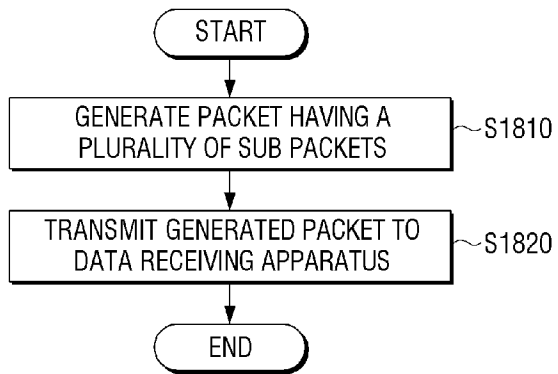 START
GENERATE PACKET HAVING A
PLURALITY OF SUB PACKETS
S1810
TRANSMIT GENERATED PACKET TO
DATA RECEIVING APPARATUS
S1820
END